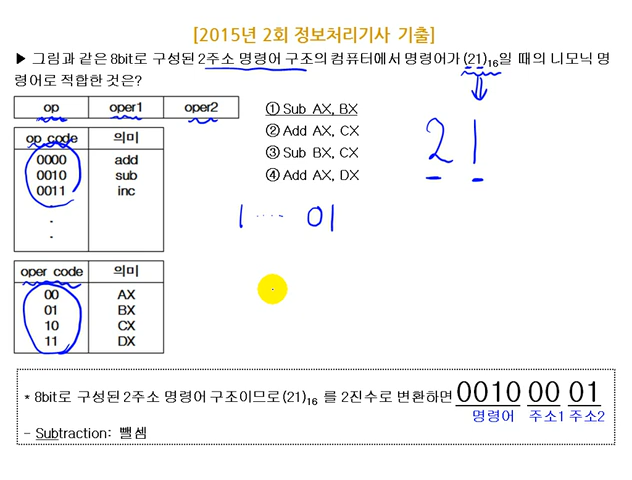 [2015년 2회 정보처리기사 기출]
▶ 그림과 같은 8bit로 구성된 2주소 명령어 구조의 컴퓨터에서 명령어가 (21)₁₆일 때의 니모닉 명
령어로 적합한 것은?
op oper1 oper2
① Sub AX, BX
② Add AX, CX
③ Sub BX, CX
④ Add AX, DX
2 1
op code 의미
0000 add
0010 sub
0011 inc
.
.
1 ···· 01
oper code 의미
00 AX
01 BX
10 CX
11 DX
* 8bit로 구성된 2주소 명령어 구조이므로 (21)₁₆ 를 2진수로 변환하면 0010 00 01
명령어 주소1 주소2
- Subtraction: 뺄셈